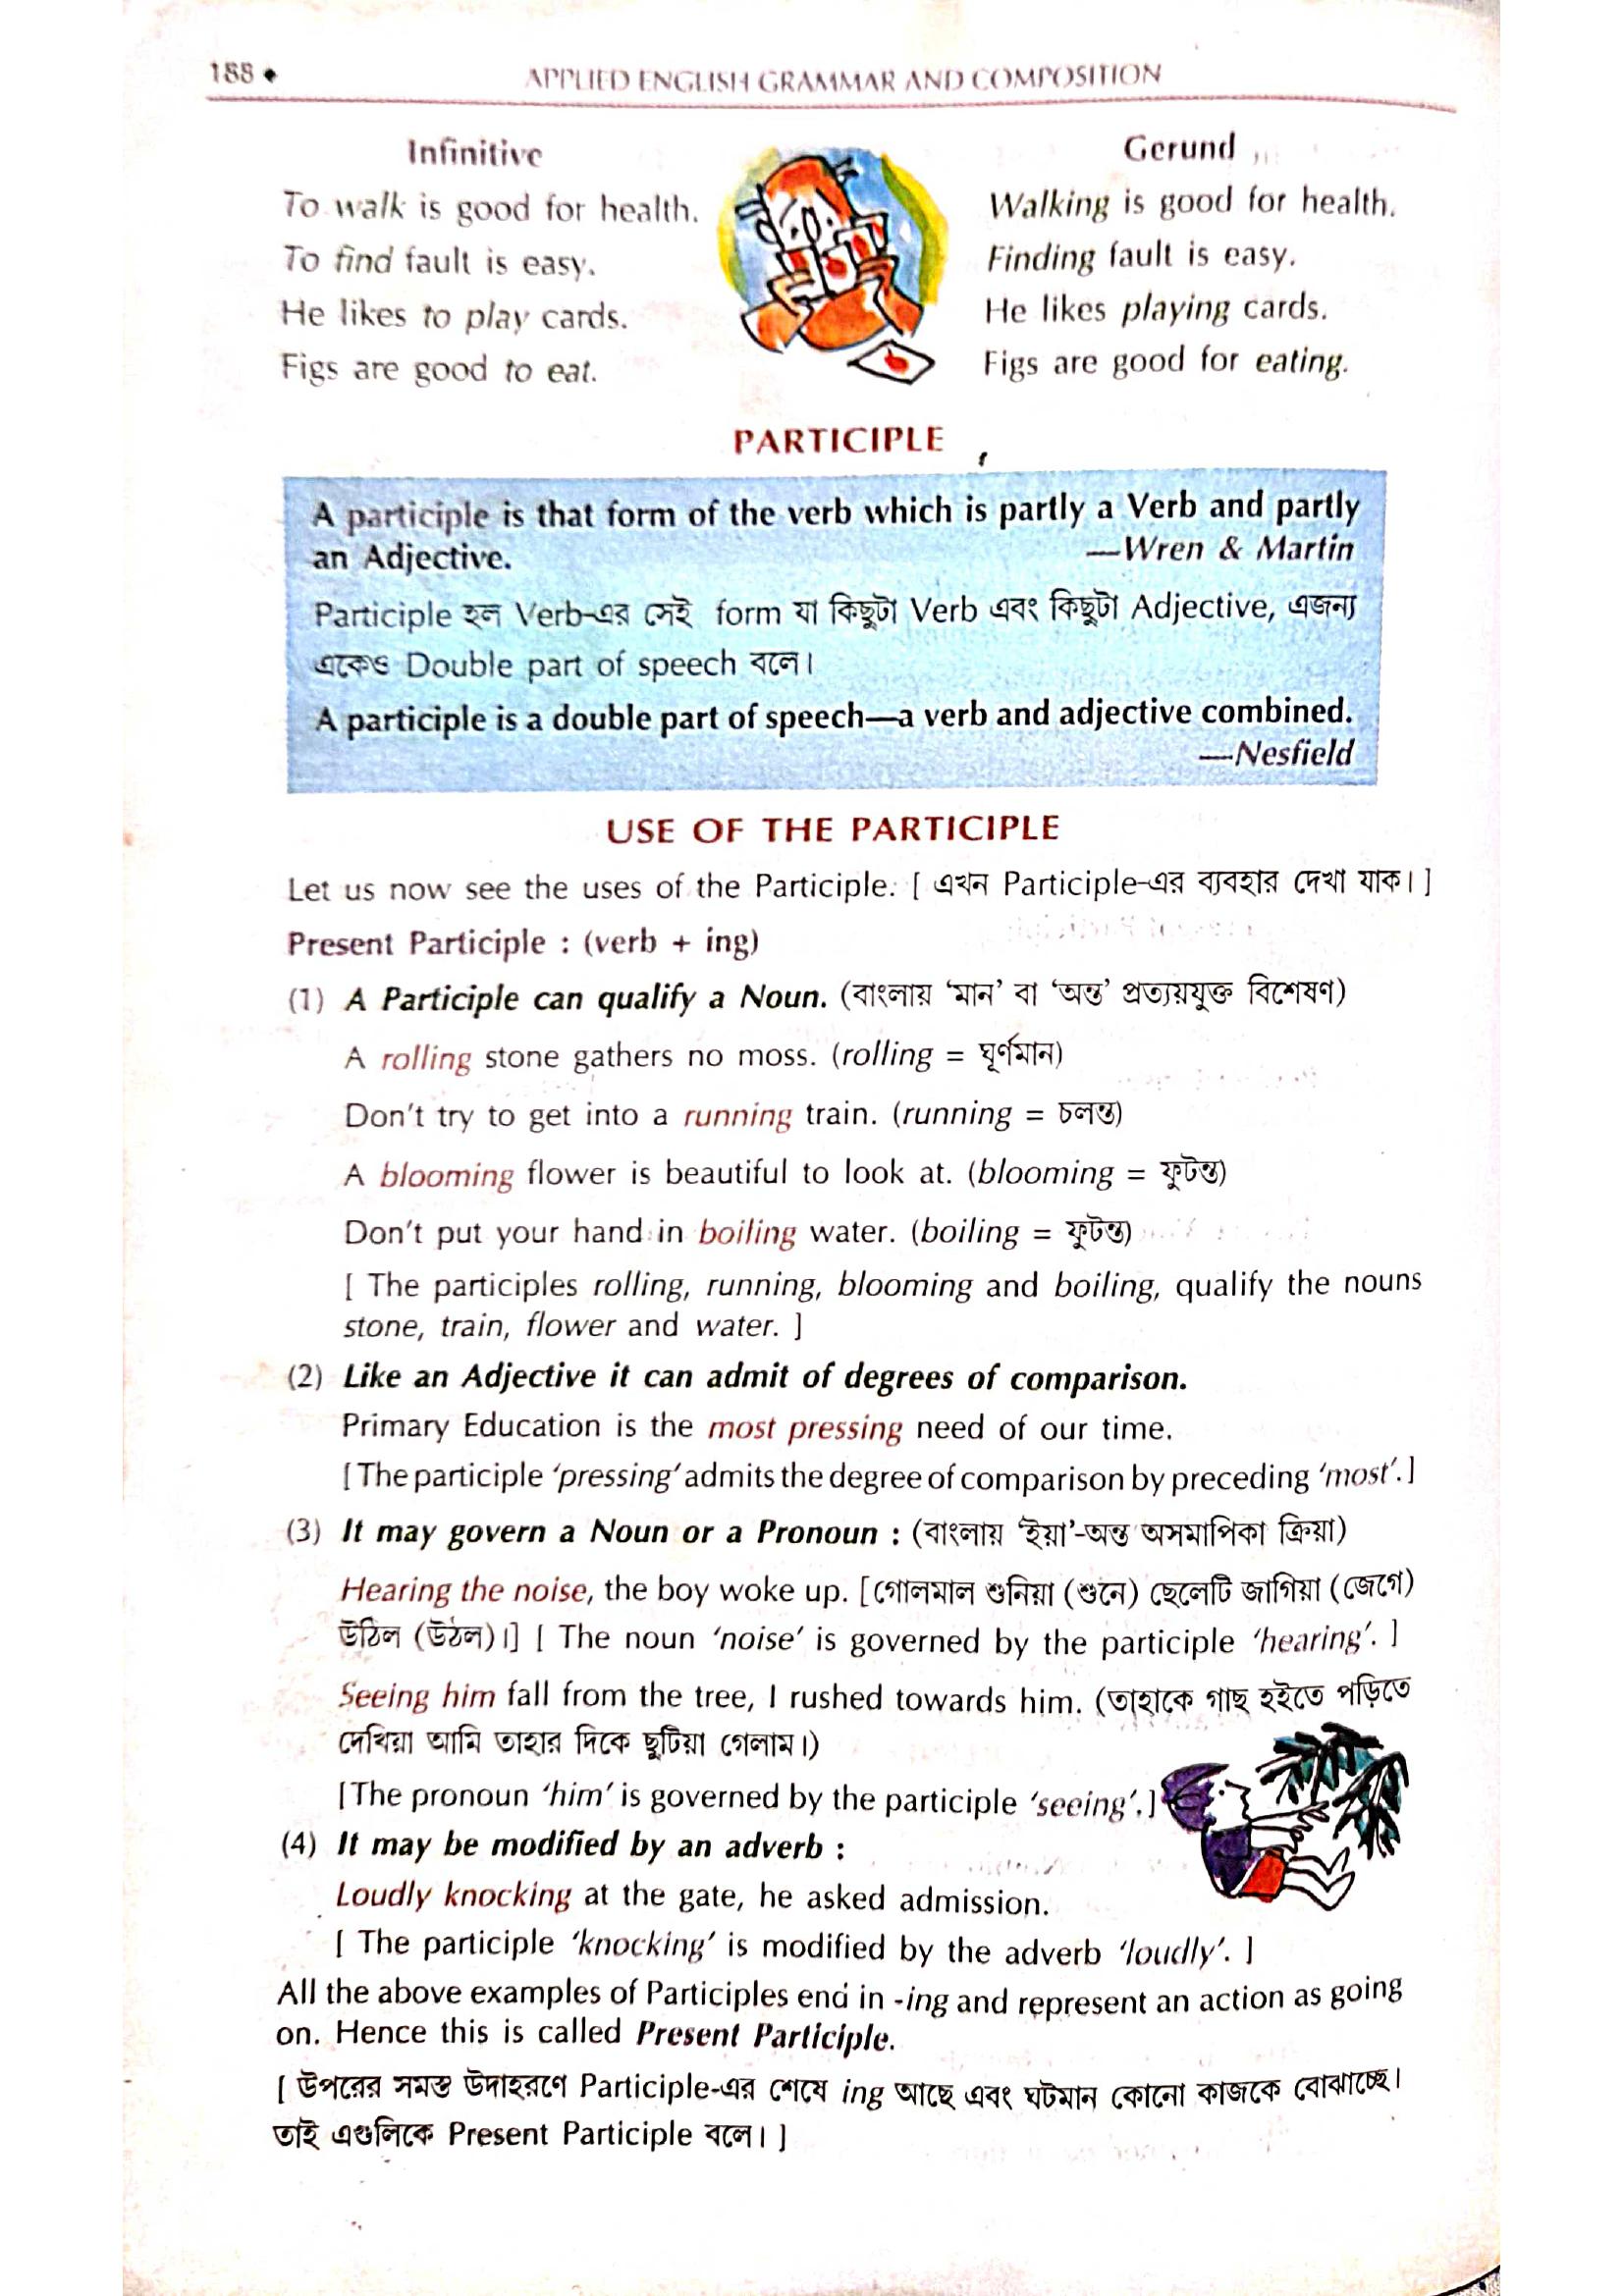 188 ◆ APPLIED ENGLISH GRAMMAR AND COMPOSITION
Infinitive
To walk is good for health.
To find fault is easy.
He likes to play cards.
Figs are good to eat.
Gerund
Walking is good for health.
Finding fault is easy.
He likes playing cards.
Figs are good for eating.
PARTICIPLE
A participle is that form of the verb which is partly a Verb and partly
an Adjective. —Wren & Martin
Participle হল Verb-এর সেই form যা কিছুটা Verb এবং কিছুটা Adjective, এজন্য
একেও Double part of speech বলে।
A participle is a double part of speech—a verb and adjective combined.
—Nesfield
USE OF THE PARTICIPLE
Let us now see the uses of the Participle. [ এখন Participle-এর ব্যবহার দেখা যাক। ]
Present Participle : (verb + ing)
(1) A Participle can qualify a Noun. (বাংলায় ‘মান’ বা ‘অন্ত’ প্রত্যয়যুক্ত বিশেষণ)
A rolling stone gathers no moss. (rolling = ঘূর্ণমান)
Don't try to get into a running train. (running = চলন্ত)
A blooming flower is beautiful to look at. (blooming = ফুটন্ত)
Don't put your hand in boiling water. (boiling = ফুটন্ত)
[ The participles rolling, running, blooming and boiling, qualify the nouns
stone, train, flower and water. ]
(2) Like an Adjective it can admit of degrees of comparison.
Primary Education is the most pressing need of our time.
[ The participle ‘pressing’ admits the degree of comparison by preceding ‘most’. ]
(3) It may govern a Noun or a Pronoun : (বাংলায় ‘ইয়া’-অন্ত অসমাপিকা ক্রিয়া)
Hearing the noise, the boy woke up. [গোলমাল শুনিয়া (শুনে) ছেলেটি জাগিয়া (জেগে)
উঠিল (উঠল)।] [ The noun ‘noise’ is governed by the participle ‘hearing’. ]
Seeing him fall from the tree, I rushed towards him. (তাহাকে গাছ হইতে পড়িতে
দেখিয়া আমি তাহার দিকে ছুটিয়া গেলাম।)
[The pronoun ‘him’ is governed by the participle ‘seeing’.]
(4) It may be modified by an adverb :
Loudly knocking at the gate, he asked admission.
[ The participle ‘knocking’ is modified by the adverb ‘loudly’. ]
All the above examples of Participles end in -ing and represent an action as going
on. Hence this is called Present Participle.
[ উপরের সমস্ত উদাহরণে Participle-এর শেষে ing আছে এবং ঘটমান কোনো কাজকে বোঝাচ্ছে।
তাই এগুলিকে Present Participle বলে। ]